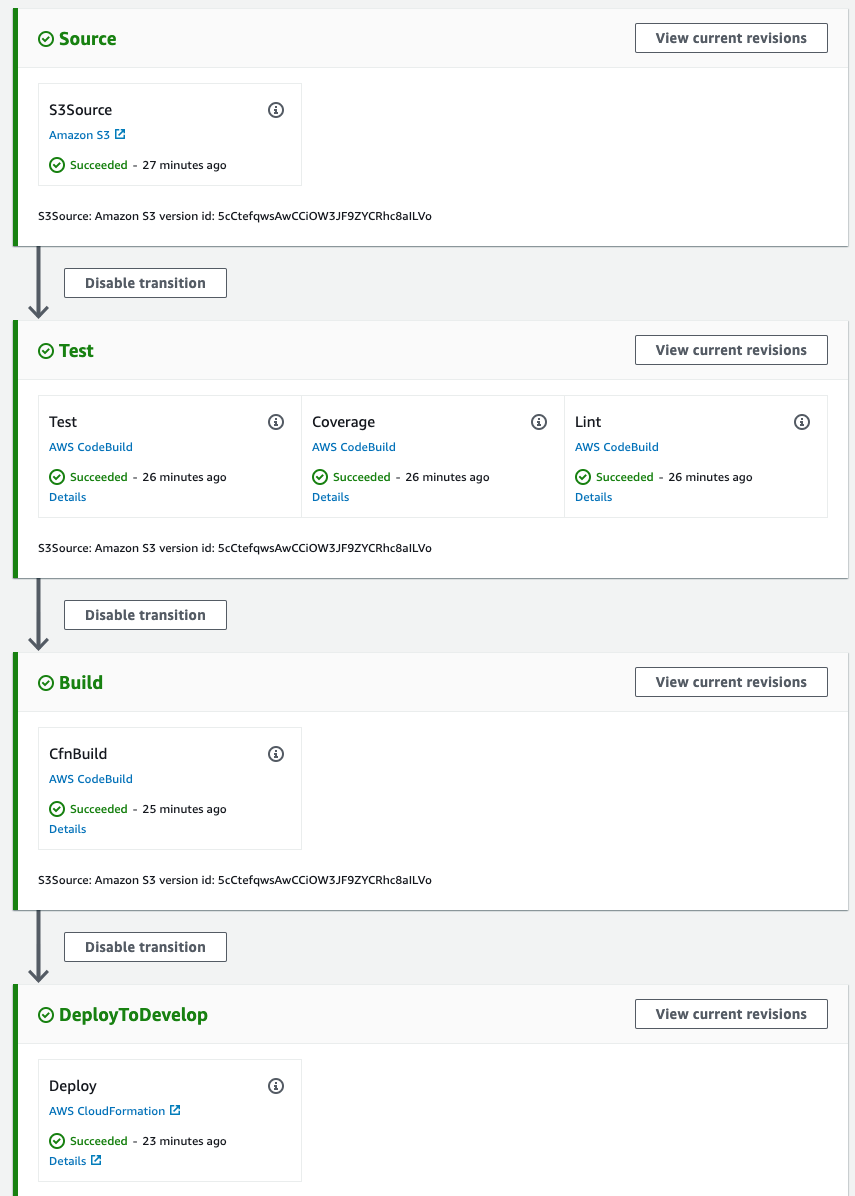 Source
View current revisions
S3Source
Amazon S3
Succeeded - 27 minutes ago
S3Source: Amazon S3 version id: 5cCtefqwsAwCCiOW3JF9ZYCRhc8aILVo
Disable transition
Test
View current revisions
Test
AWS CodeBuild
Succeeded - 26 minutes ago
Details
Coverage
AWS CodeBuild
Succeeded - 26 minutes ago
Details
Lint
AWS CodeBuild
Succeeded - 26 minutes ago
Details
S3Source: Amazon S3 version id: 5cCtefqwsAwCCiOW3JF9ZYCRhc8aILVo
Disable transition
Build
View current revisions
CfnBuild
AWS CodeBuild
Succeeded - 25 minutes ago
Details
S3Source: Amazon S3 version id: 5cCtefqwsAwCCiOW3JF9ZYCRhc8aILVo
Disable transition
DeployToDevelop
View current revisions
Deploy
AWS CloudFormation
Succeeded - 23 minutes ago
Details